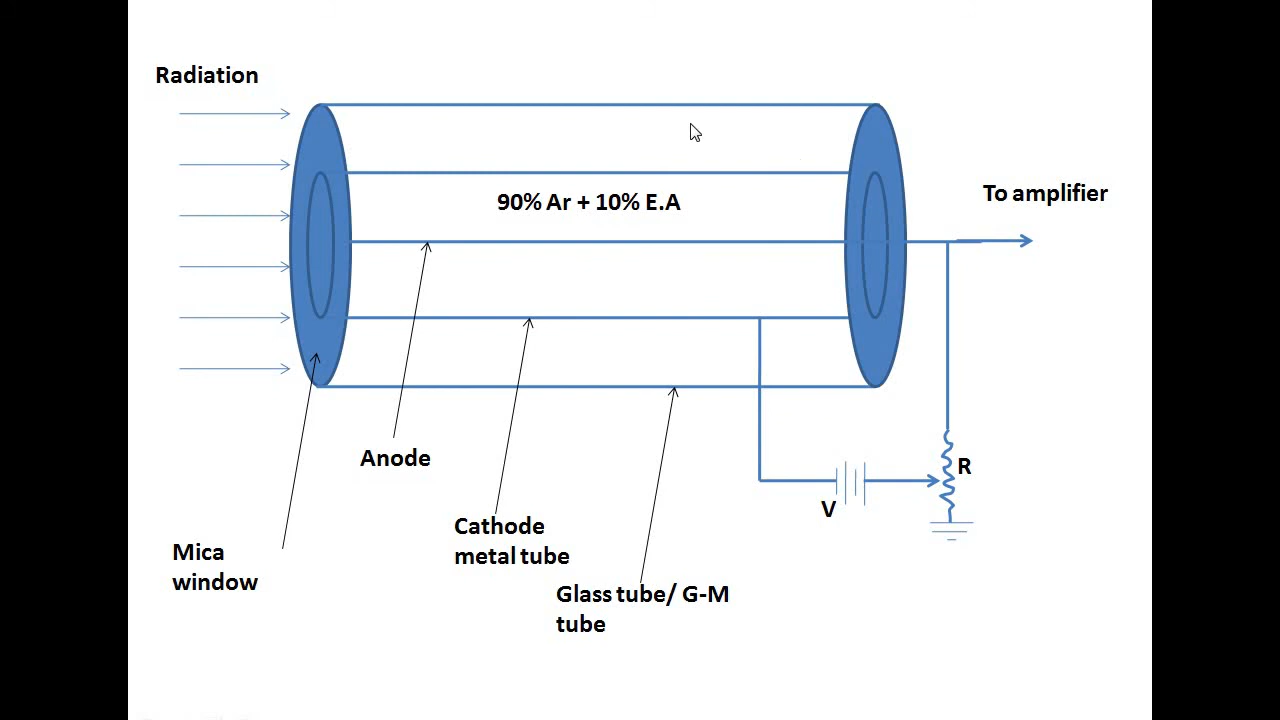 Radiation
90% Ar + 10% E.A
To amplifier
Anode
R
V
Cathode
metal tube
Mica
window
Glass tube/ G-M
tube